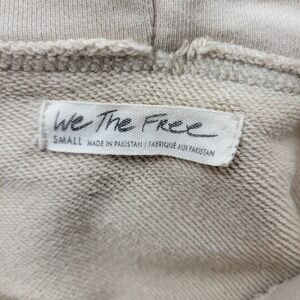 We The Free
SMALL MADE IN PAKISTAN / FABRIQUÉ AUX PAKISTAN